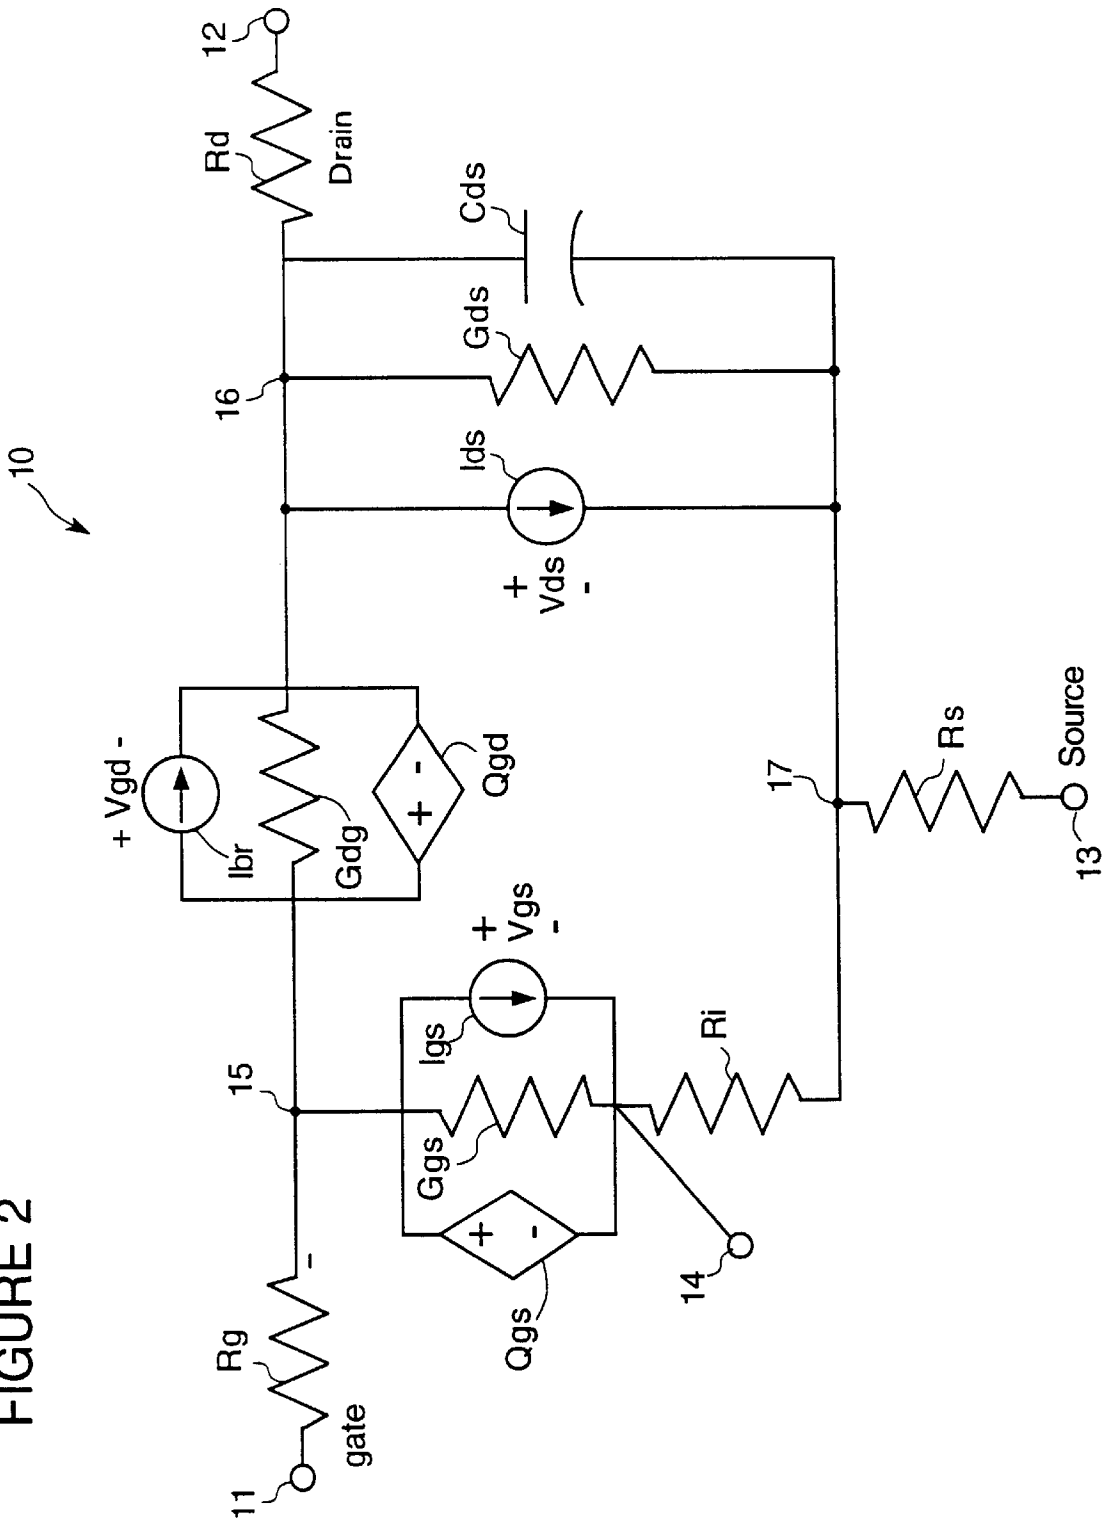 FIGURE 2
10
11
Rg
gate
-
15
+ Vgd -
Ibr
Gdg
+ -
Qgd
16
Rd
Drain
12
Qgs
+
-
Ggs
Igs
+
Vgs
-
14
Ri
+
Vds
-
Ids
Gds
Cds
17
Rs
13
Source